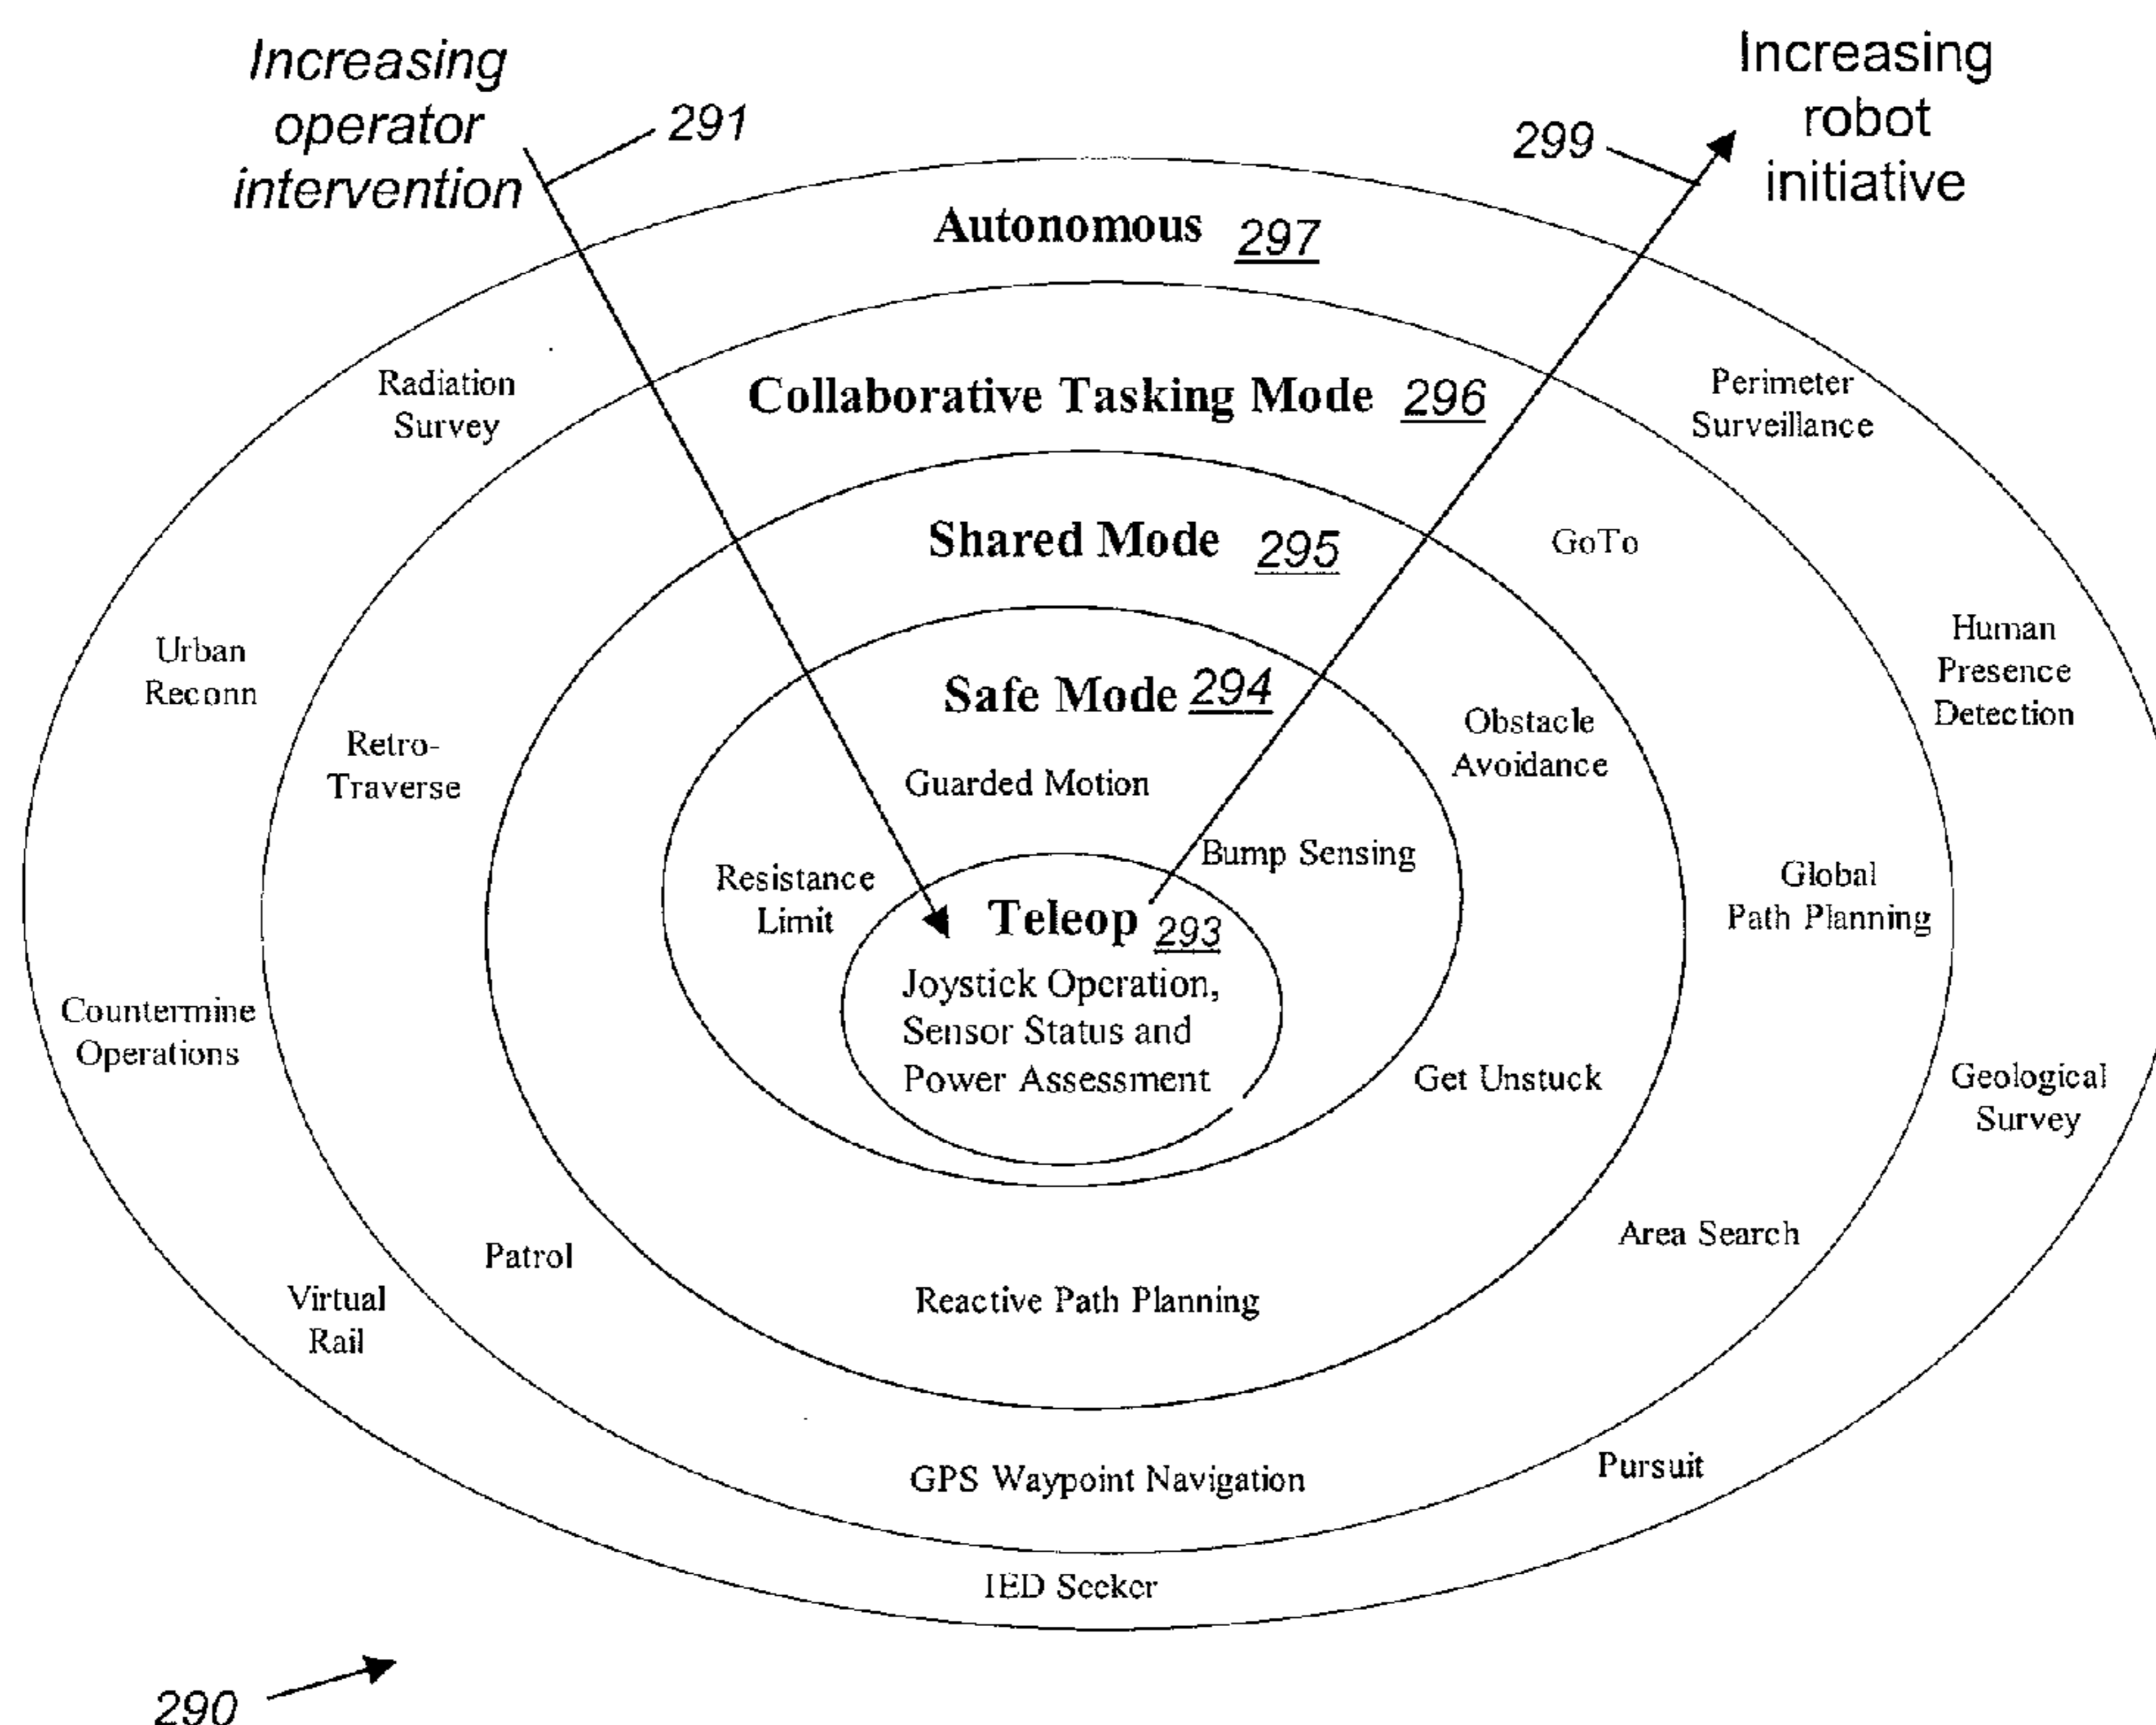 Increasing
operator
intervention
291
299
Increasing
robot
initiative
Autonomous 297
Radiation
Survey
Collaborative Tasking Mode 296
Perimeter
Surveillance
Shared Mode 295
GoTo
Urban
Reconn
Human
Presence
Detection
Safe Mode 294
Retro-
Traverse
Obstacle
Avoidance
Guarded Motion
Bump Sensing
Resistance
Limit
Global
Path Planning
Teleop 293
Joystick Operation,
Sensor Status and
Power Assessment
Countermine
Operations
Get Unstuck
Geological
Survey
Patrol
Area Search
Virtual
Rail
Reactive Path Planning
GPS Waypoint Navigation
Pursuit
IED Seeker
290